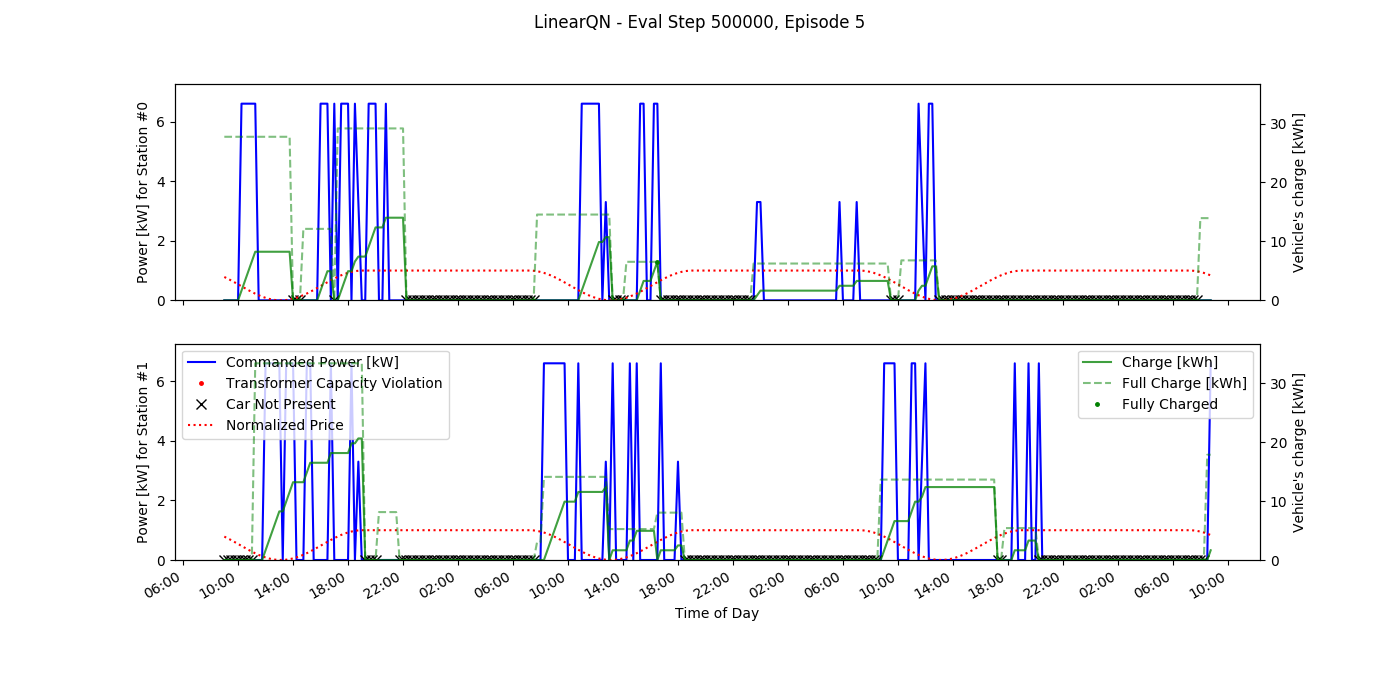 LinearQN - Eval Step 500000, Episode 5
Power [kW] for Station #0
6
4
2
0
30
20
10
0
Vehicle's charge [kWh]
Power [kW] for Station #1
6
4
2
0
Commanded Power [kW]
Transformer Capacity Violation
Car Not Present
Normalized Price
Charge [kWh]
Full Charge [kWh]
Fully Charged
30
20
10
0
Vehicle's charge [kWh]
06:00 10:00 14:00 18:00 22:00 02:00 06:00 10:00 14:00 18:00 22:00 02:00 06:00 10:00 14:00 18:00 22:00 02:00 06:00 10:00
Time of Day